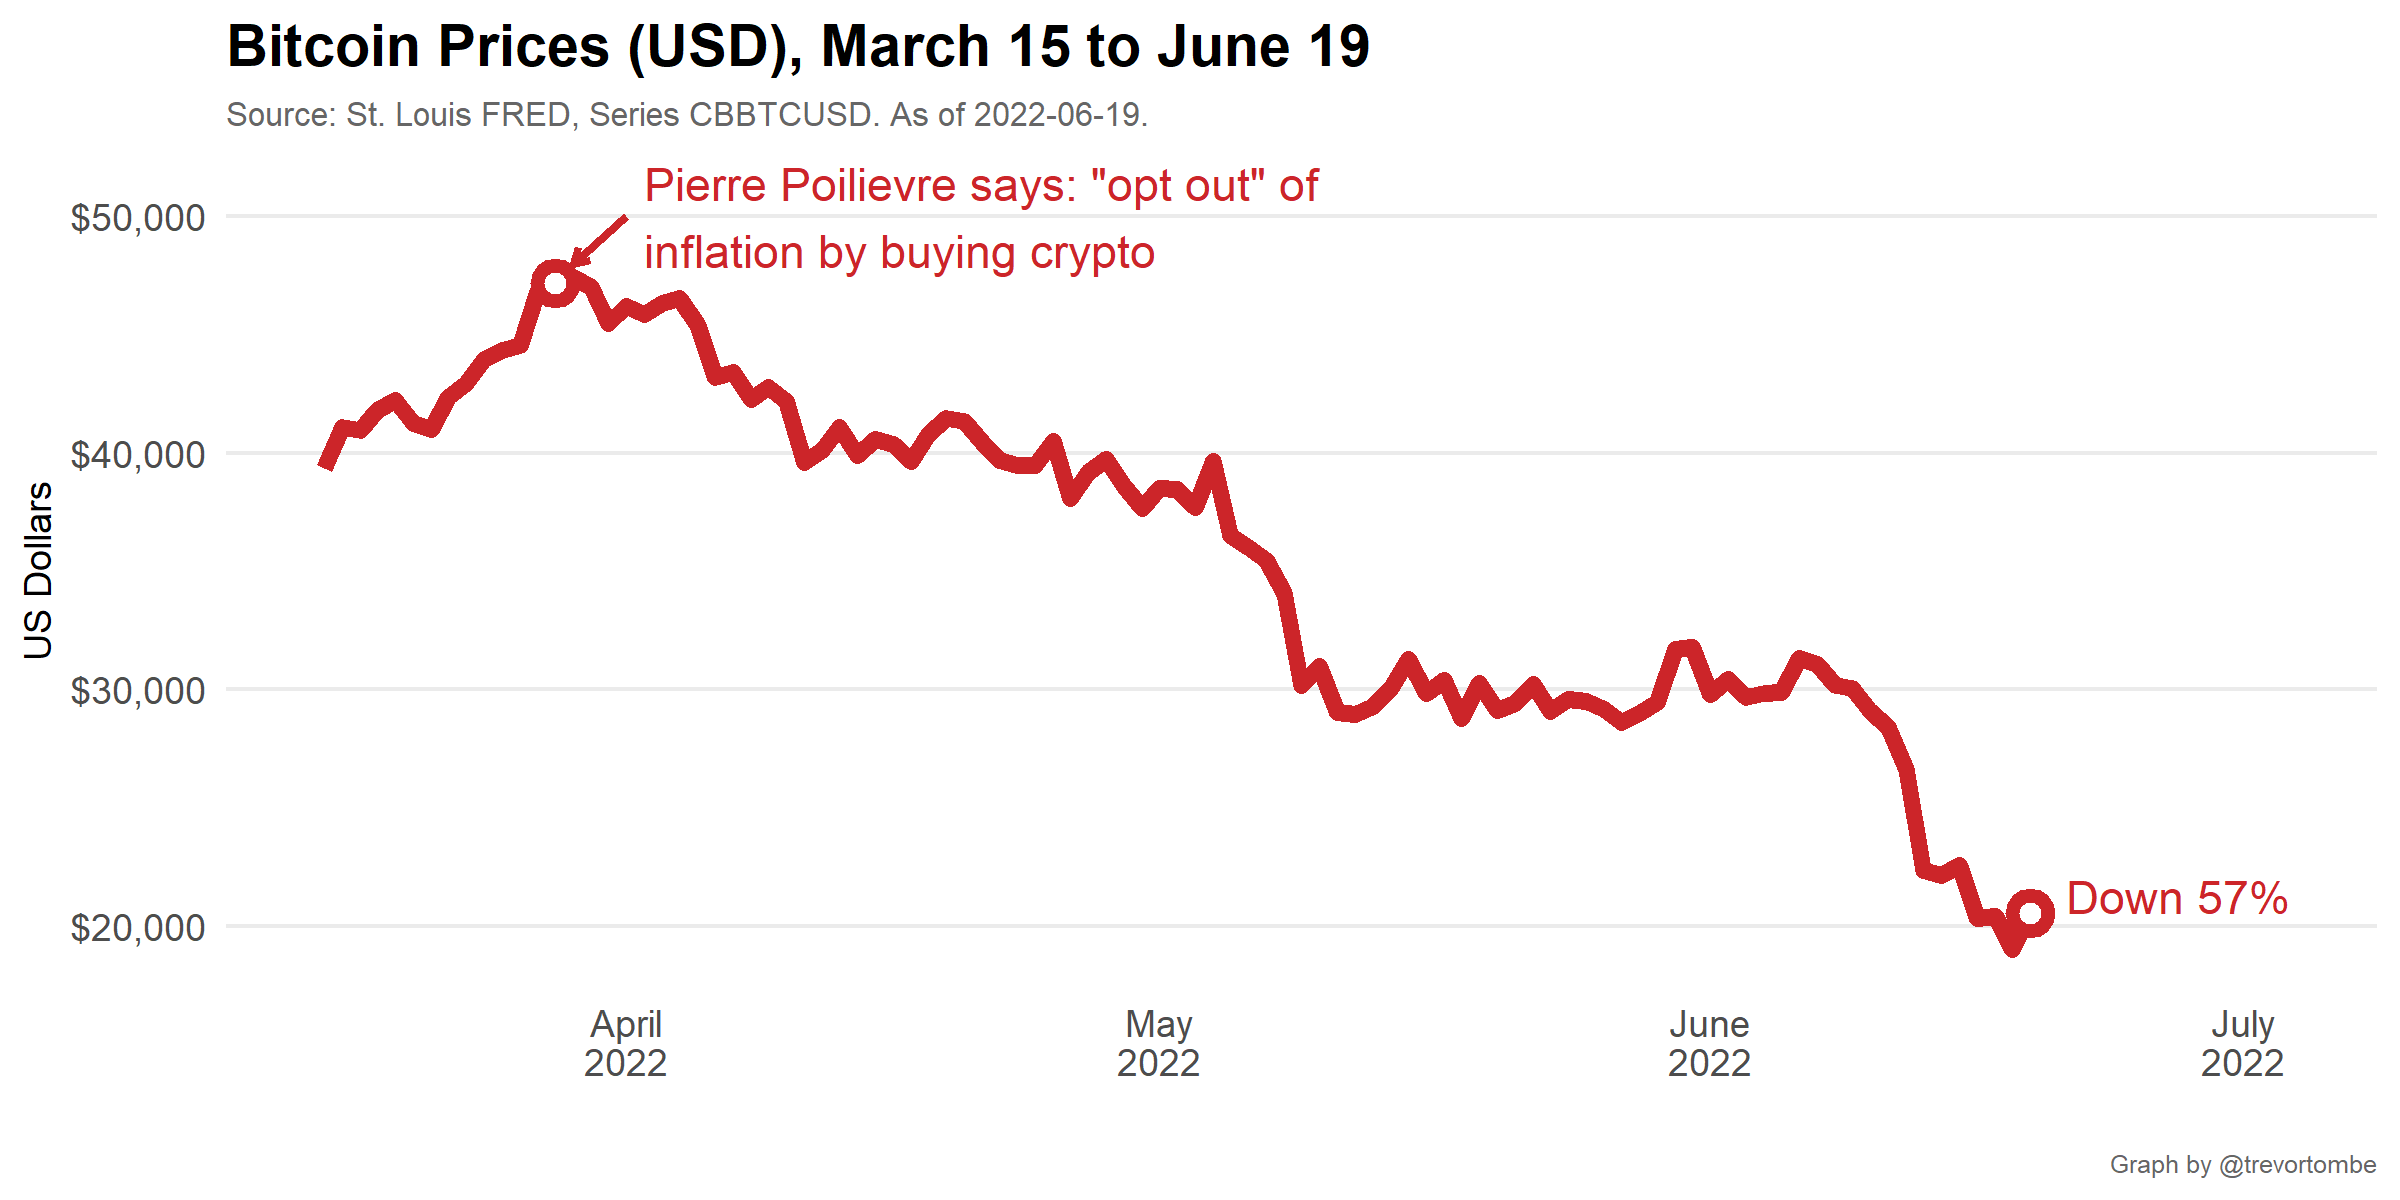 Bitcoin Prices (USD), March 15 to June 19
Source: St. Louis FRED, Series CBBTCUSD. As of 2022-06-19.
Pierre Poilievre says: "opt out" of
inflation by buying crypto
$50,000
$40,000
$30,000
$20,000
US Dollars
Down 57%
April
2022
May
2022
June
2022
July
2022
Graph by @trevortombe